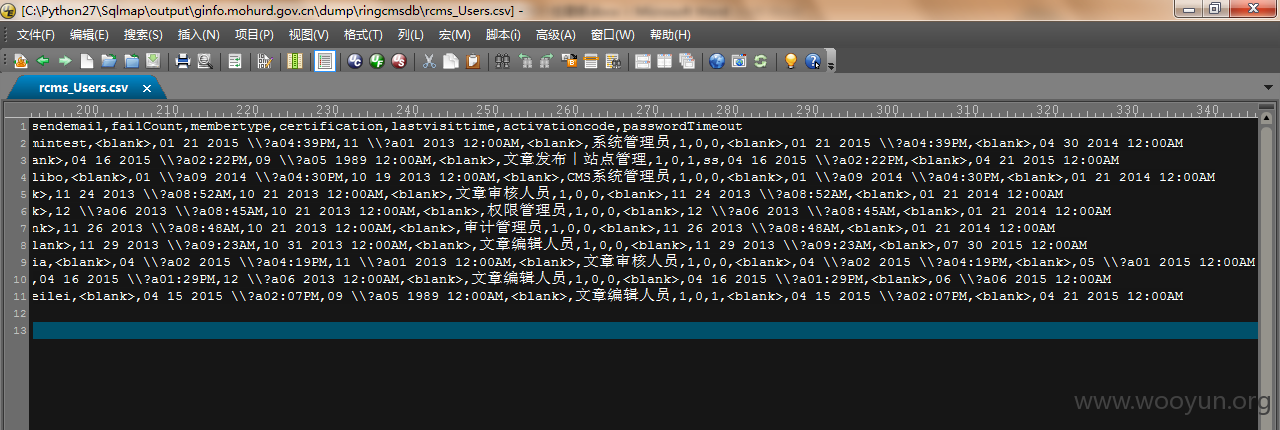 [C:\Python27\Sqlmap\output\ginfo.mohurd.gov.cn\dump\ringcmsdb\rcms_Users.csv] -
文件(F) 编辑(E) 搜索(S) 插入(N) 项目(P) 视图(V) 格式(T) 列(L) 宏(M) 脚本(i) 高级(A) 窗口(W) 帮助(H)
rcms_Users.csv
200 210 220 230 240 250 260 270 280 290 300 310 320 330 340
1 sendemail,failCount,membertype,certification,lastvisittime,activationcode,passwordTimeout
2 mintest,<blank>,01 21 2015 \\?a04:39PM,11 \\?a01 2013 12:00AM,<blank>,系统管理员,1,0,0,<blank>,01 21 2015 \\?a04:39PM,<blank>,04 30 2014 12:00AM
3 ank>,04 16 2015 \\?a02:22PM,09 \\?a05 1989 12:00AM,<blank>,文章发布|站点管理,1,0,1,ss,04 16 2015 \\?a02:22PM,<blank>,04 21 2015 12:00AM
4 libo,<blank>,01 \\?a09 2014 \\?a04:30PM,10 19 2013 12:00AM,<blank>,CMS系统管理员,1,0,0,<blank>,01 \\?a09 2014 \\?a04:30PM,<blank>,01 21 2014 12:00AM
5 k>,11 24 2013 \\?a08:52AM,10 21 2013 12:00AM,<blank>,文章审核人员,1,0,0,<blank>,11 24 2013 \\?a08:52AM,<blank>,01 21 2014 12:00AM
6 k>,12 \\?a06 2013 \\?a08:45AM,10 21 2013 12:00AM,<blank>,权限管理员,1,0,0,<blank>,12 \\?a06 2013 \\?a08:45AM,<blank>,01 21 2014 12:00AM
7 >,11 26 2013 \\?a08:48AM,10 21 2013 12:00AM,<blank>,审计管理员,1,0,0,<blank>,11 26 2013 \\?a08:48AM,<blank>,01 21 2014 12:00AM
8 lank>,11 29 2013 \\?a09:23AM,10 31 2013 12:00AM,<blank>,文章编辑人员,1,0,0,<blank>,11 29 2013 \\?a09:23AM,<blank>,07 30 2015 12:00AM
9 ia,<blank>,04 \\?a02 2015 \\?a04:19PM,11 \\?a01 2013 12:00AM,<blank>,文章审核人员,1,0,0,<blank>,04 \\?a02 2015 \\?a04:19PM,<blank>,05 \\?a01 2015 12:00AM
10 ,04 16 2015 \\?a01:29PM,12 \\?a06 2013 12:00AM,<blank>,文章编辑人员,1,0,0,<blank>,04 16 2015 \\?a01:29PM,<blank>,06 \\?a06 2015 12:00AM
11 eilei,<blank>,04 15 2015 \\?a02:07PM,09 \\?a05 1989 12:00AM,<blank>,文章编辑人员,1,0,1,<blank>,04 15 2015 \\?a02:07PM,<blank>,04 21 2015 12:00AM
12
13
www.wooyun.org